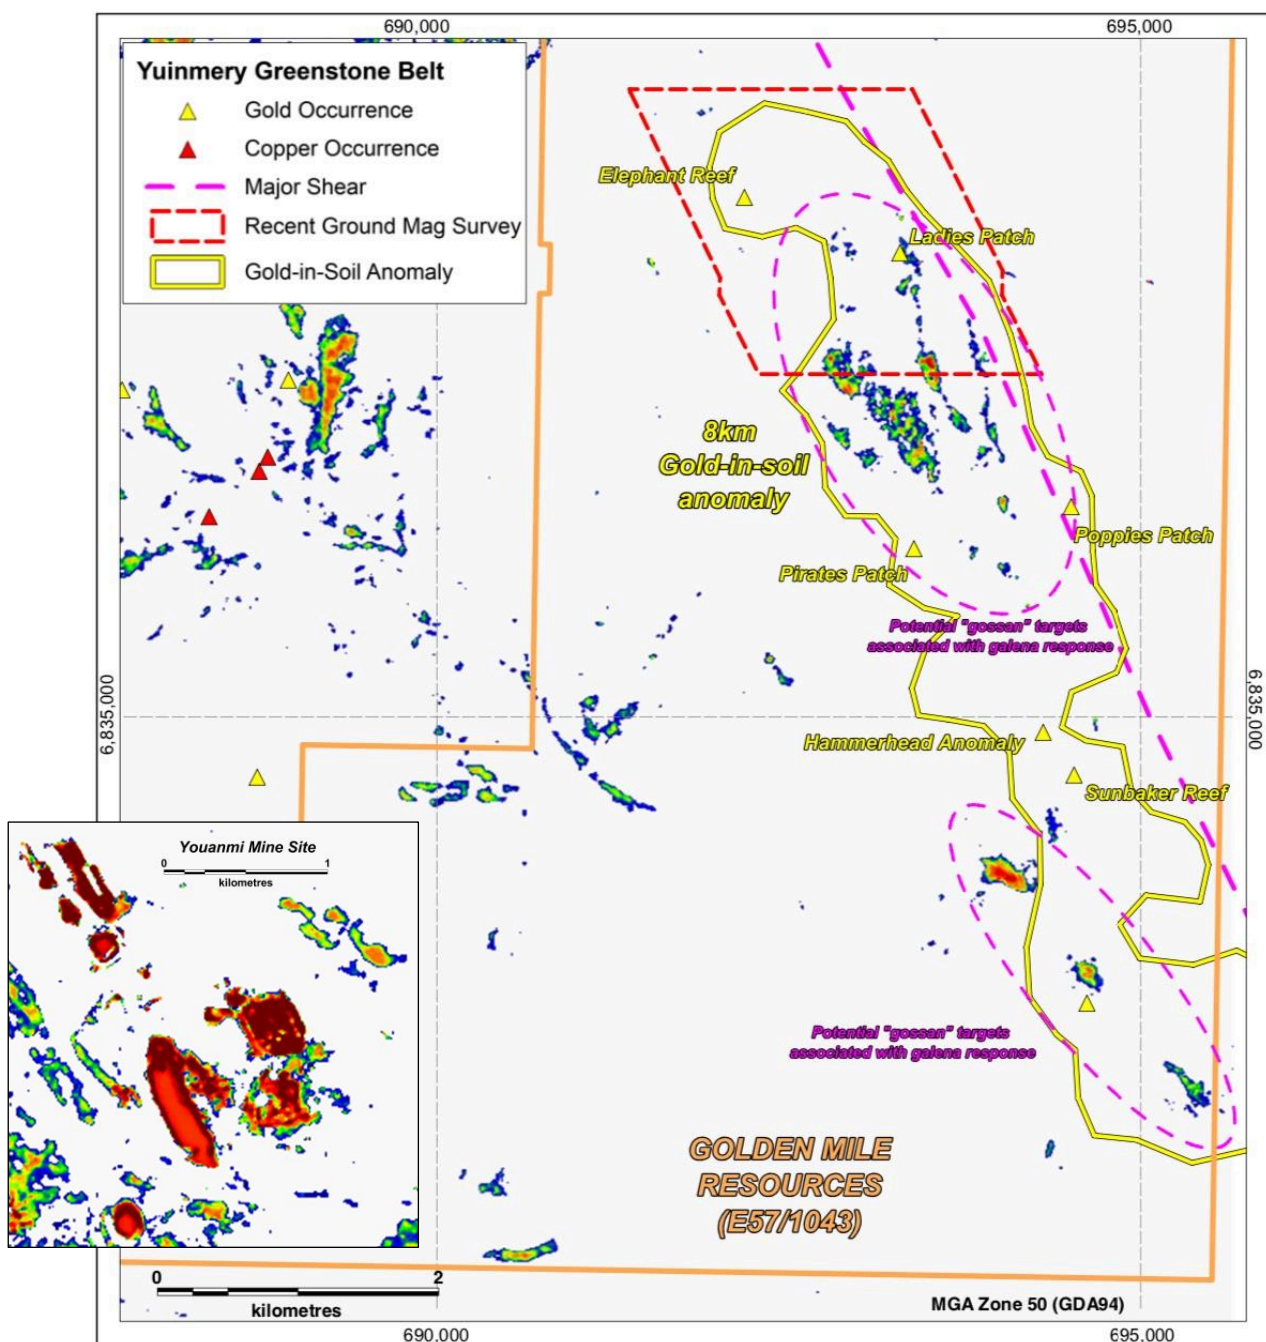 690,000
695,000
Yuinmery Greenstone Belt
Gold Occurrence
Copper Occurrence
Major Shear
Recent Ground Mag Survey
Gold-in-Soil Anomaly
Elephant Reef
Ladies Patch
8km
Gold-in-soil
anomaly
Poppies Patch
Pirates Patch
Potential "gossan" targets
associated with galena response
6,835,000
6,835,000
Hammerhead Anomaly
Sunbaker Reef
Youanmi Mine Site
0 1
kilometres
Potential "gossan" targets
associated with galena response
GOLDEN MILE
RESOURCES
(E57/1043)
0 2
kilometres
MGA Zone 50 (GDA94)
690,000
695,000